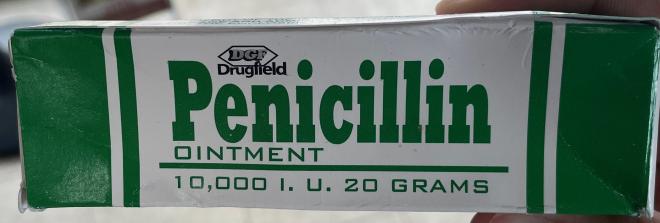 DGF
Drugfield
Penicillin
OINTMENT
10,000 I. U. 20 GRAMS